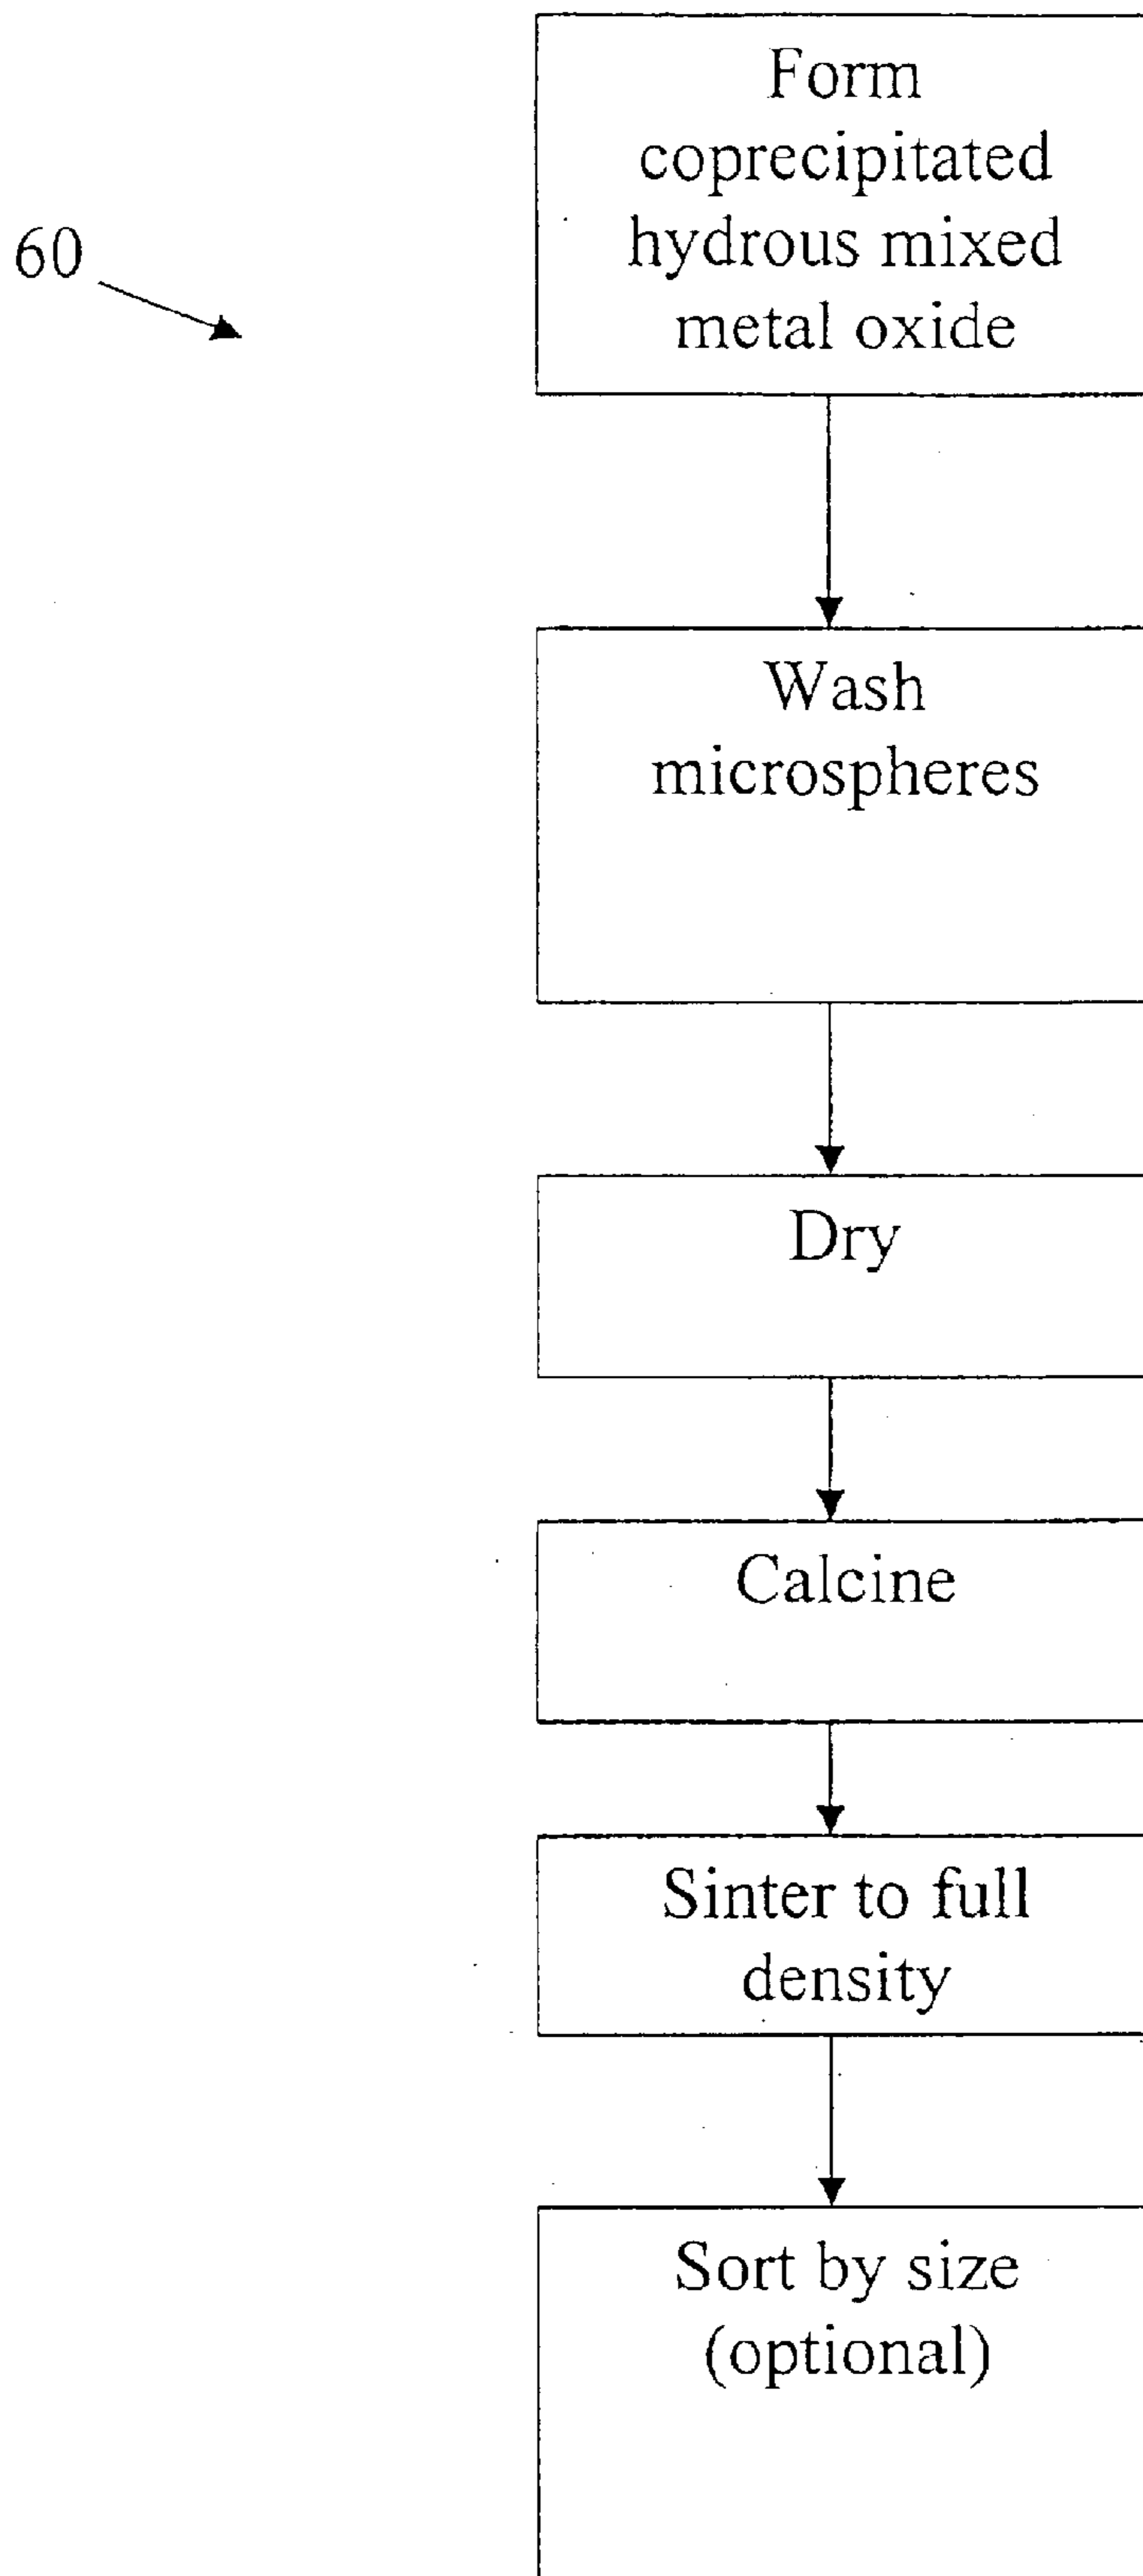 Form
coprecipitated
hydrous mixed
metal oxide
60
Wash
microspheres
Dry
Calcine
Sinter to full
density
Sort by size
(optional)